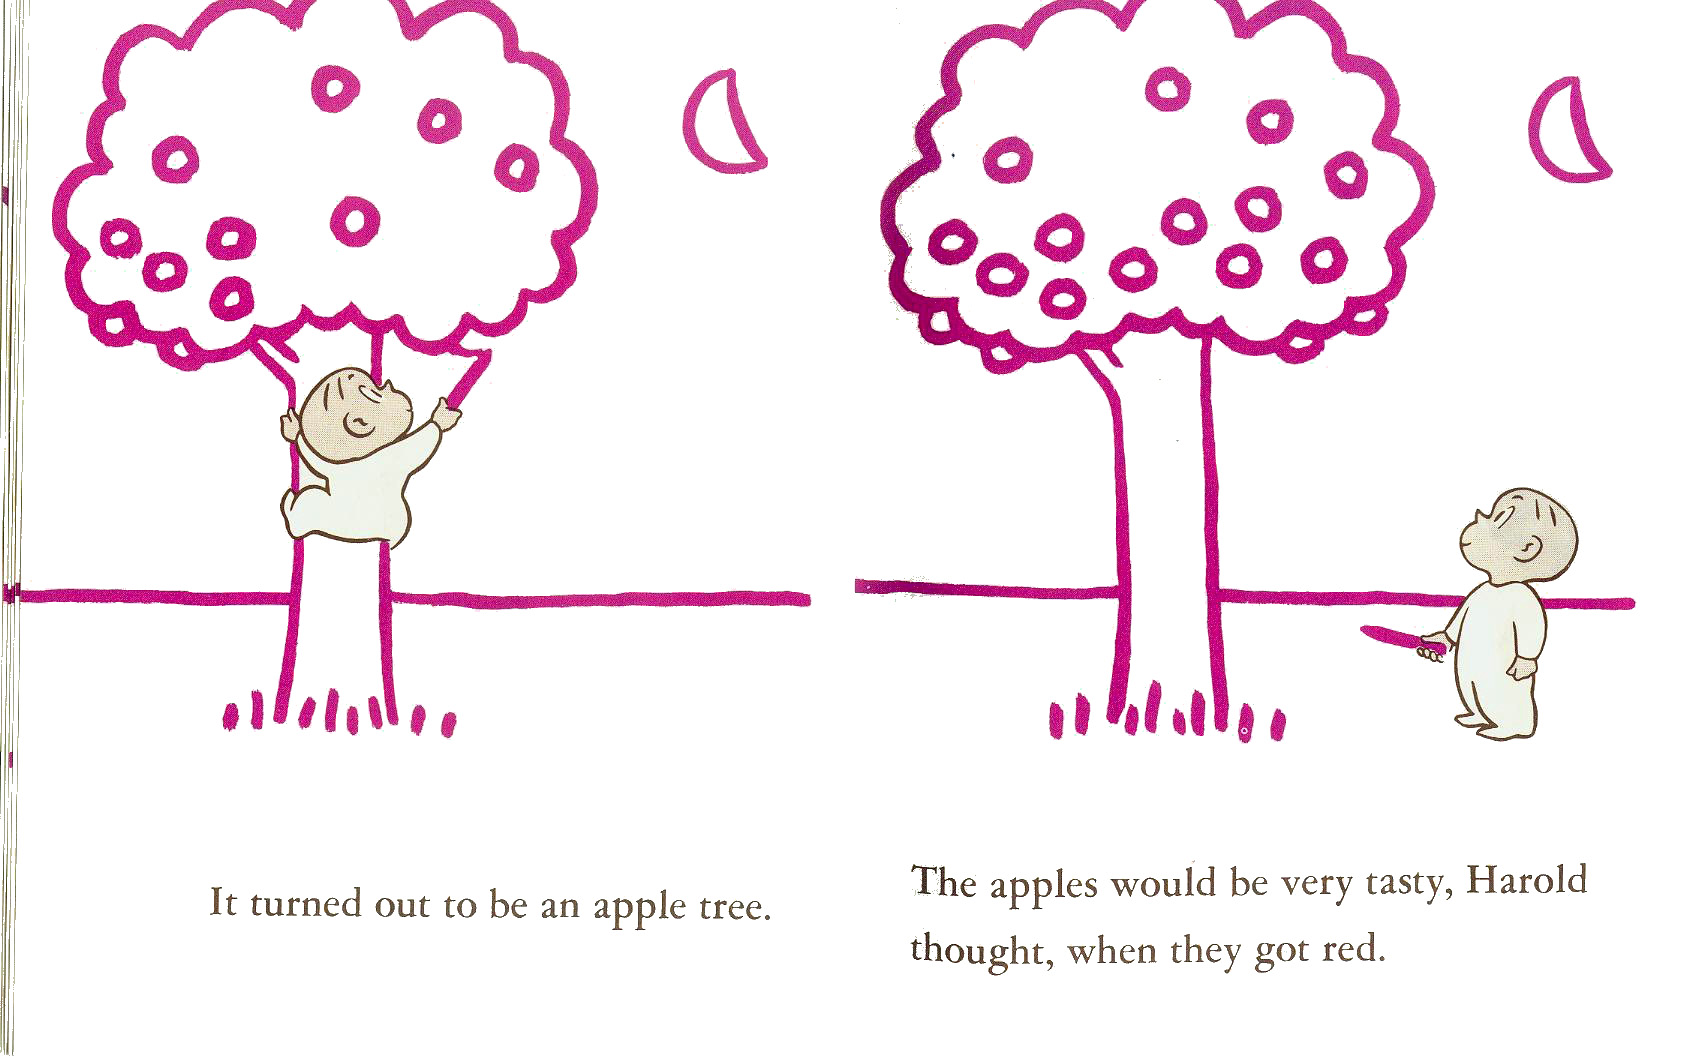 It turned out to be an apple tree.
The apples would be very tasty, Harold
thought, when they got red.